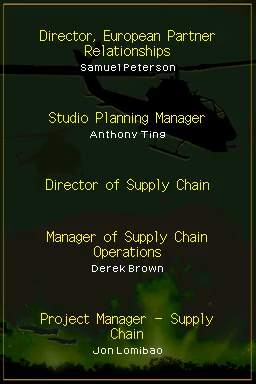 Director, European Partner
Relationships
Samuel Peterson
Studio Planning Manager
Anthony Ting
Director of Supply Chain
Manager of Supply Chain
Operations
Derek Brown
Project Manager - Supply
Chain
Jon Lomibao